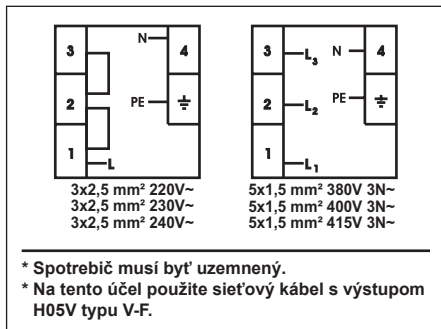 3 N 4
2 PE ⏚
1 L
3x2,5 mm² 220V~
3x2,5 mm² 230V~
3x2,5 mm² 240V~
3 L₃ N 4
2 L₂ PE ⏚
1 L₁
5x1,5 mm² 380V 3N~
5x1,5 mm² 400V 3N~
5x1,5 mm² 415V 3N~
* Spotrebič musí byť uzemnený.
* Na tento účel použite sieťový kábel s výstupom
H05V typu V-F.